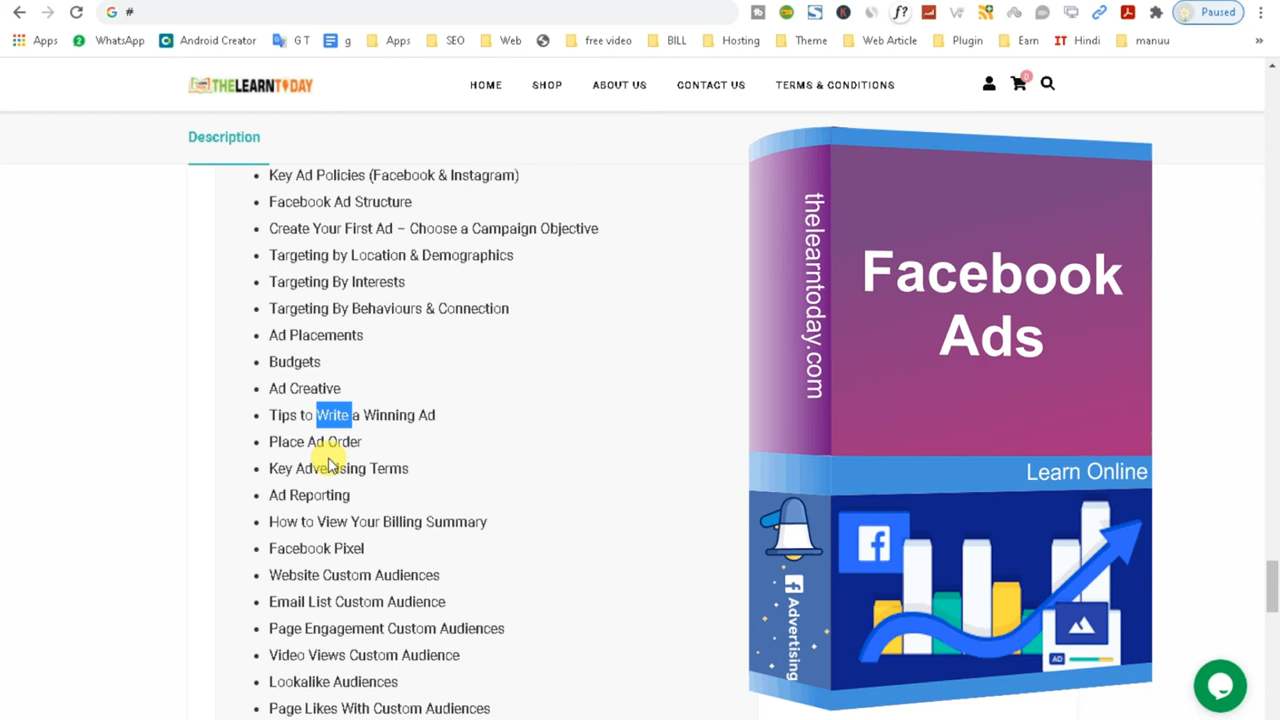 #
Paused
Apps
WhatsApp
Android Creator
G T
g
Apps
SEO
Web
free video
BILL
Hosting
Theme
Web Article
Plugin
Earn
IT Hindi
manuu
»
THELEARNTODAY
HOME
SHOP
ABOUT US
CONTACT US
TERMS & CONDITIONS
0
Description
• Key Ad Policies (Facebook & Instagram)
• Facebook Ad Structure
• Create Your First Ad – Choose a Campaign Objective
• Targeting by Location & Demographics
• Targeting By Interests
• Targeting By Behaviours & Connection
• Ad Placements
• Budgets
• Ad Creative
• Tips to Write a Winning Ad
• Place Ad Order
• Key Advertising Terms
• Ad Reporting
• How to View Your Billing Summary
• Facebook Pixel
• Website Custom Audiences
• Email List Custom Audience
• Page Engagement Custom Audiences
• Video Views Custom Audience
• Lookalike Audiences
• Page Likes With Custom Audiences
thelearntoday.com
Facebook
Ads
Learn Online
Advertising
AD